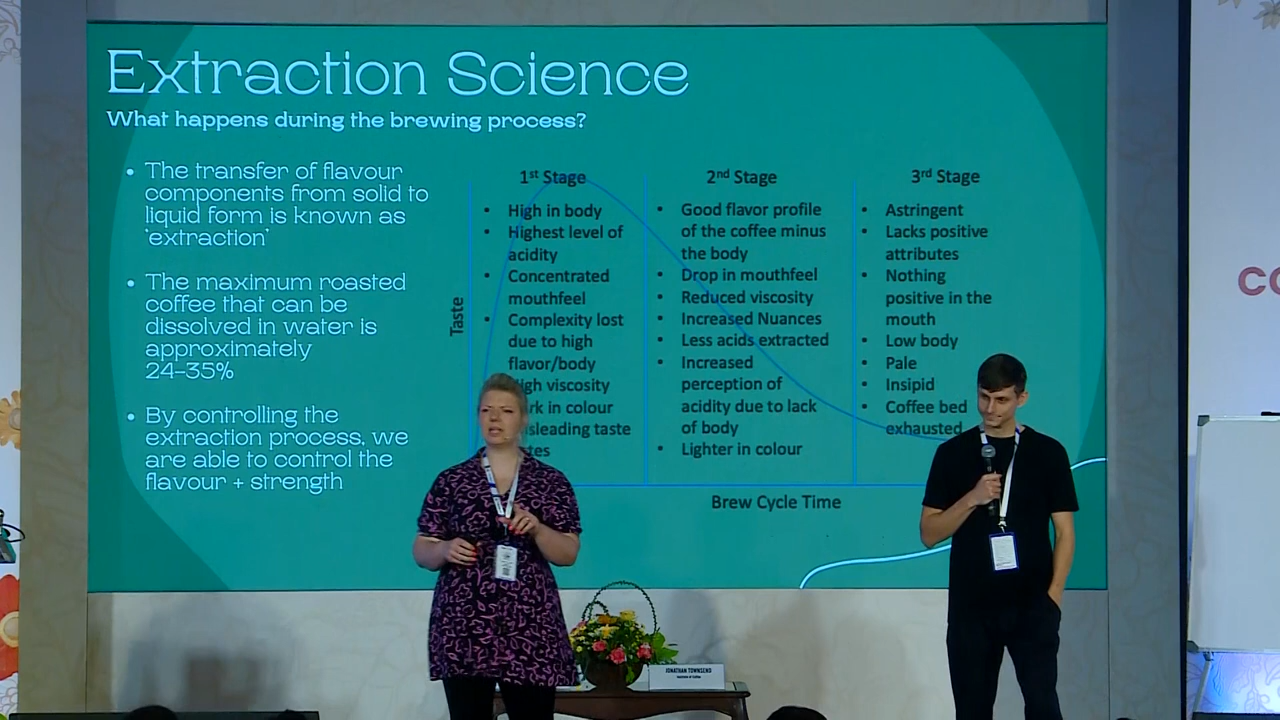 Extraction Science
What happens during the brewing process?
• The transfer of flavour
components from solid to
liquid form is known as
‘extraction’
• The maximum roasted
coffee that can be
dissolved in water is
approximately
24-35%
• By controlling the
extraction process, we
are able to control the
flavour + strength
Taste
1st Stage
• High in body
• Highest level of
acidity
• Concentrated
mouthfeel
• Complexity lost
due to high
flavor/body
viscosity
in colour
taste
2nd Stage
• Good flavor profile
of the coffee minus
the body
• Drop in mouthfeel
• Reduced viscosity
• Increased Nuances
• Less acids extracted
• Increased
perception of
acidity due to lack
of body
• Lighter in colour
3rd Stage
• Astringent
• Lacks positive
attributes
• Nothing
positive in the
mouth
• Low body
• Pale
• Insipid
• Coffee bed
exhausted
Brew Cycle Time
JONATHAN TOWNSEND